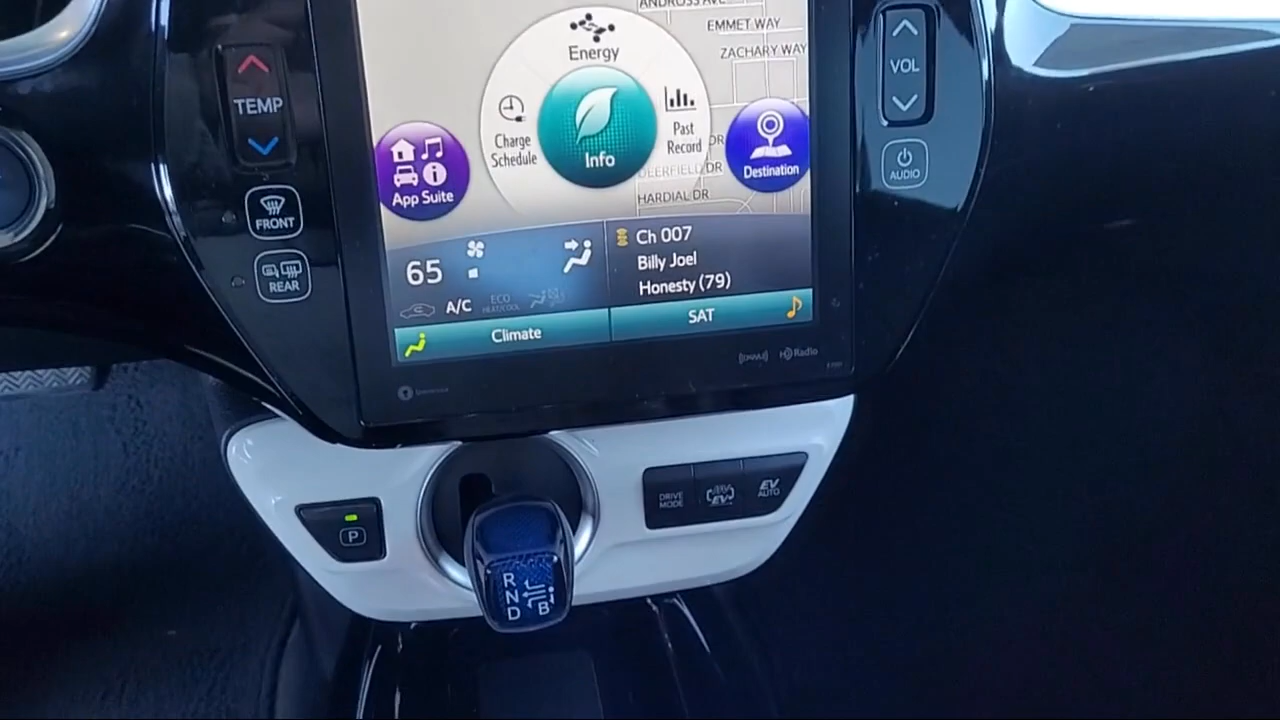 ANDROSS AVE
EMMET WAY
ZACHARY WAY
Energy
Charge
Schedule
Info
Past
Record
DR
DEERFIELD DR
HARDIAL DR
App Suite
Destination
TEMP
FRONT
REAR
VOL
AUDIO
65
A/C
ECO
HEAT/COOL
Climate
Ch 007
Billy Joel
Honesty (79)
SAT
HD Radio
P
R
N
D
B
DRIVE
MODE
EV
EV
AUTO